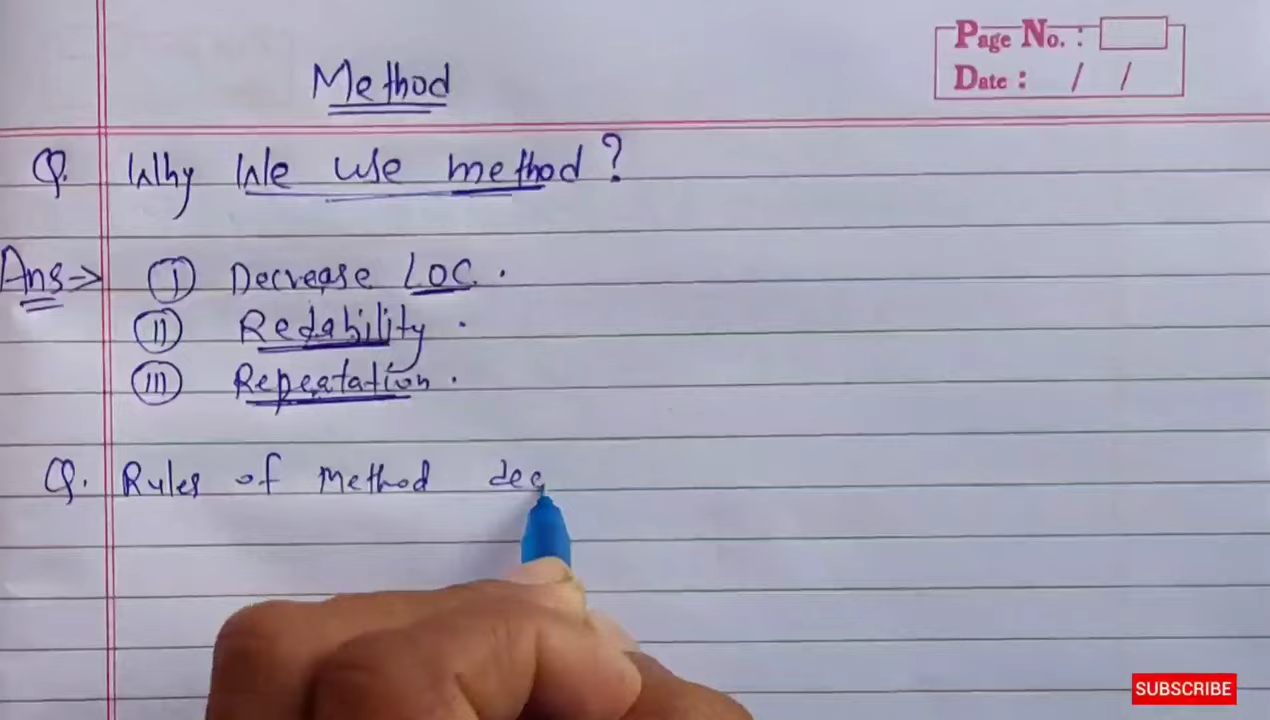 Page No. :
Date : / /
Method
Q. Why We Use method?
Ans-> (I) Decrease LOC.
(II) Redability.
(III) Repeatation.
Q. Rules of Method dec
SUBSCRIBE